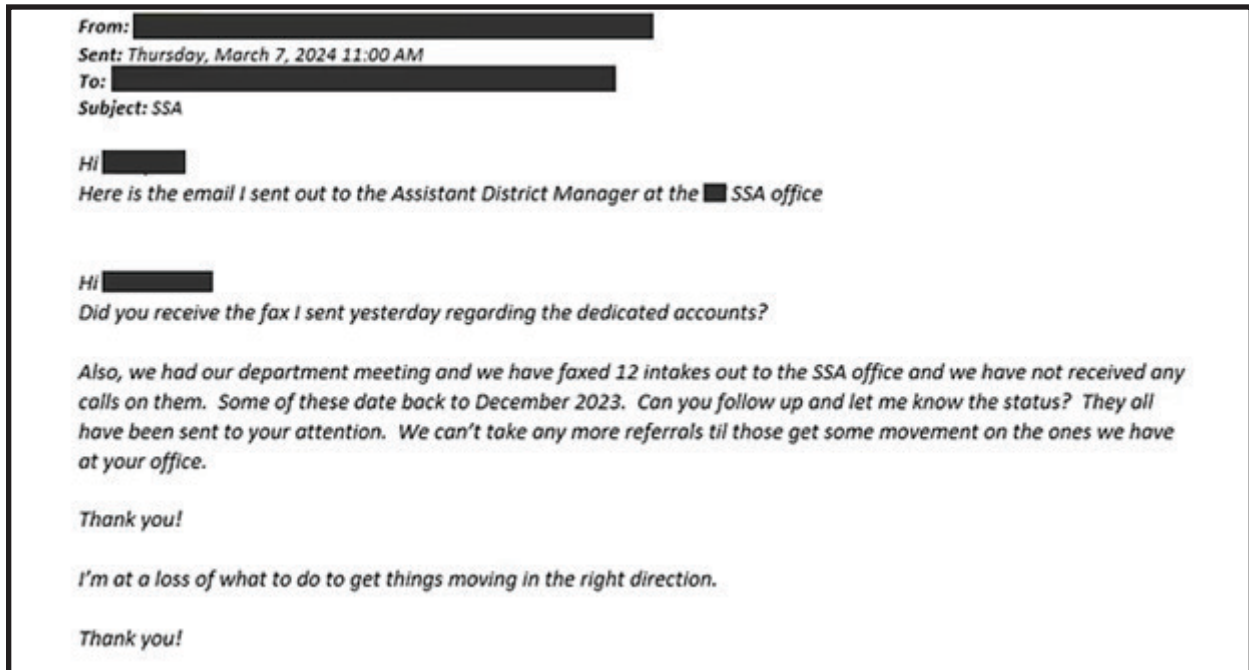 From:
Sent: Thursday, March 7, 2024 11:00 AM
To:
Subject: SSA
Hi
Here is the email I sent out to the Assistant District Manager at the SSA office
Hi
Did you receive the fax I sent yesterday regarding the dedicated accounts?
Also, we had our department meeting and we have faxed 12 intakes out to the SSA office and we have not received any
calls on them. Some of these date back to December 2023. Can you follow up and let me know the status? They all
have been sent to your attention. We can't take any more referrals til those get some movement on the ones we have
at your office.
Thank you!
I'm at a loss of what to do to get things moving in the right direction.
Thank you!